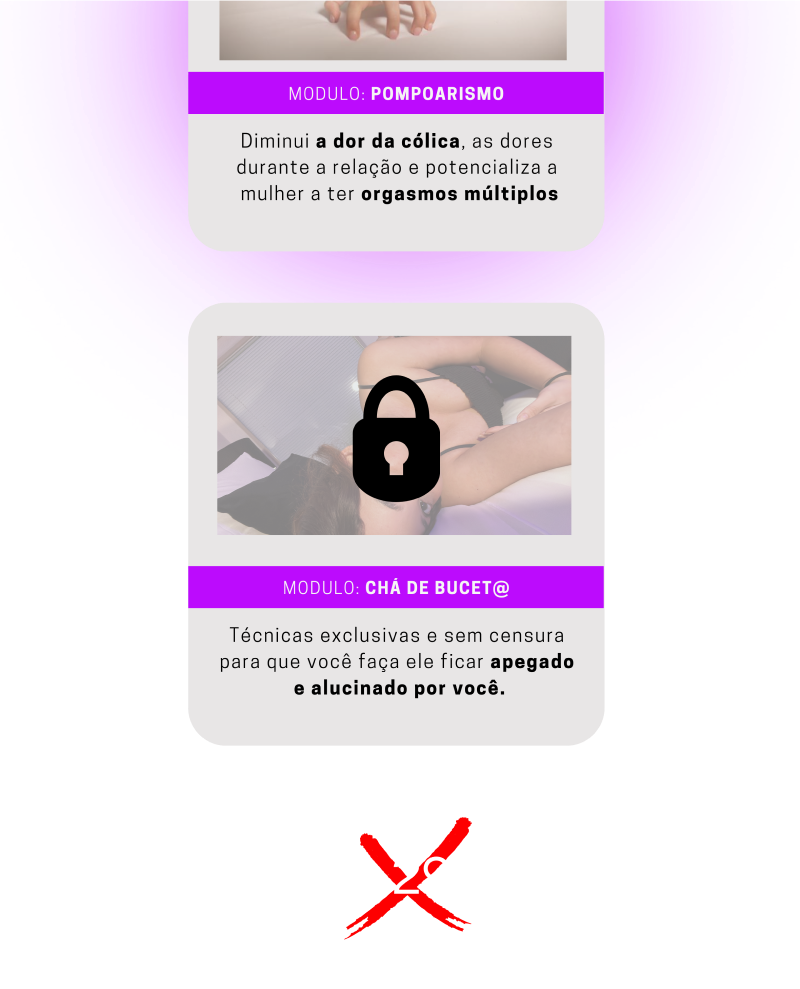 MODULO: POMPOARISMO
Diminui a dor da cólica, as dores
durante a relação e potencializa a
mulher a ter orgasmos múltiplos
MODULO: CHÁ DE BUCET@
Técnicas exclusivas e sem censura
para que você faça ele ficar apegado
e alucinado por você.